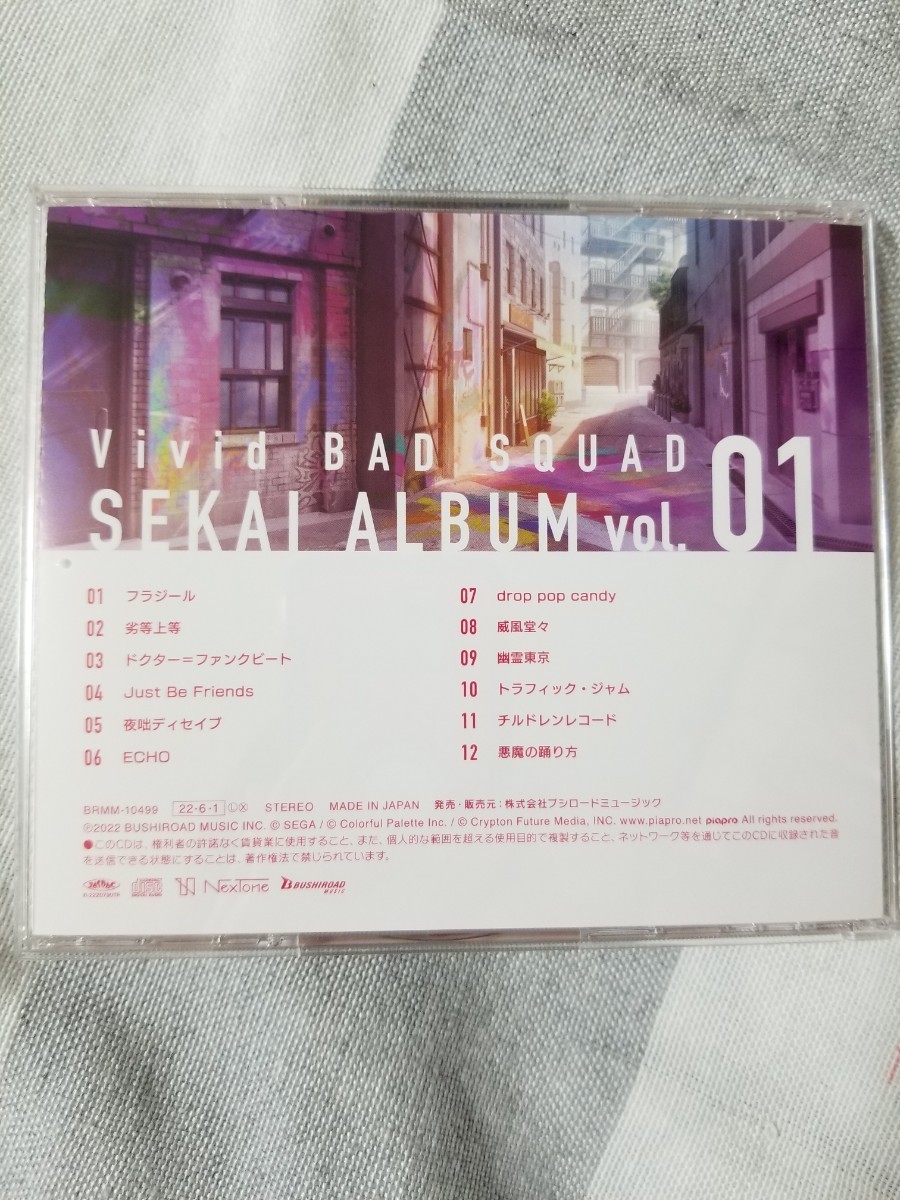 Vivid BAD SQUAD
SEKAI ALBUM vol. 01
01 フラジール
02 劣等上等
03 ドクター＝ファンクビート
04 Just Be Friends
05 夜咄ディセイブ
06 ECHO
07 drop pop candy
08 威風堂々
09 幽霊東京
10 トラフィック・ジャム
11 チルドレンレコード
12 悪魔の踊り方
BRMM-10499 22・6・1 Ⓛ Ⓧ STEREO MADE IN JAPAN 発売・販売元：株式会社ブシロードミュージック
℗2022 BUSHIROAD MUSIC INC. © SEGA / © Colorful Palette Inc. / © Crypton Future Media, INC. www.piapro.net piapro All rights reserved.
●このCDは、権利者の許諾なく賃貸業に使用すること、また、個人的な範囲を超える使用目的で複製すること、ネットワーク等を通じてこのCDに収録された音
を送信できる状態にすることは、著作権法で禁じられています。
NexTone BUSHIROAD MUSIC